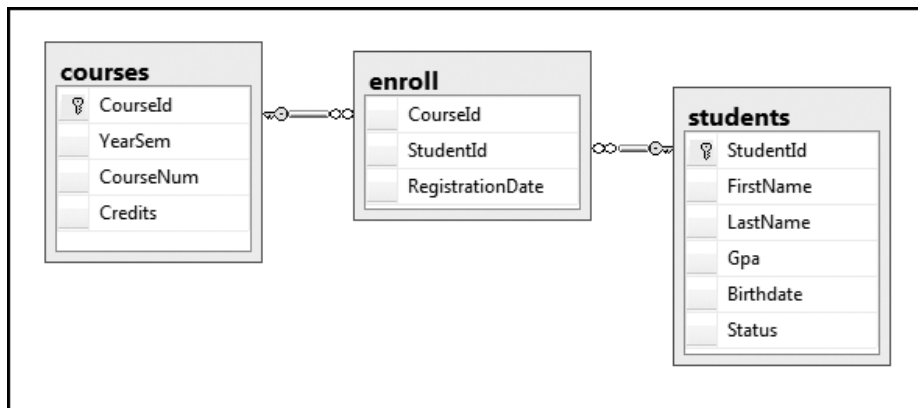 courses
CourseId
YearSem
CourseNum
Credits
enroll
CourseId
StudentId
RegistrationDate
students
StudentId
FirstName
LastName
Gpa
Birthdate
Status